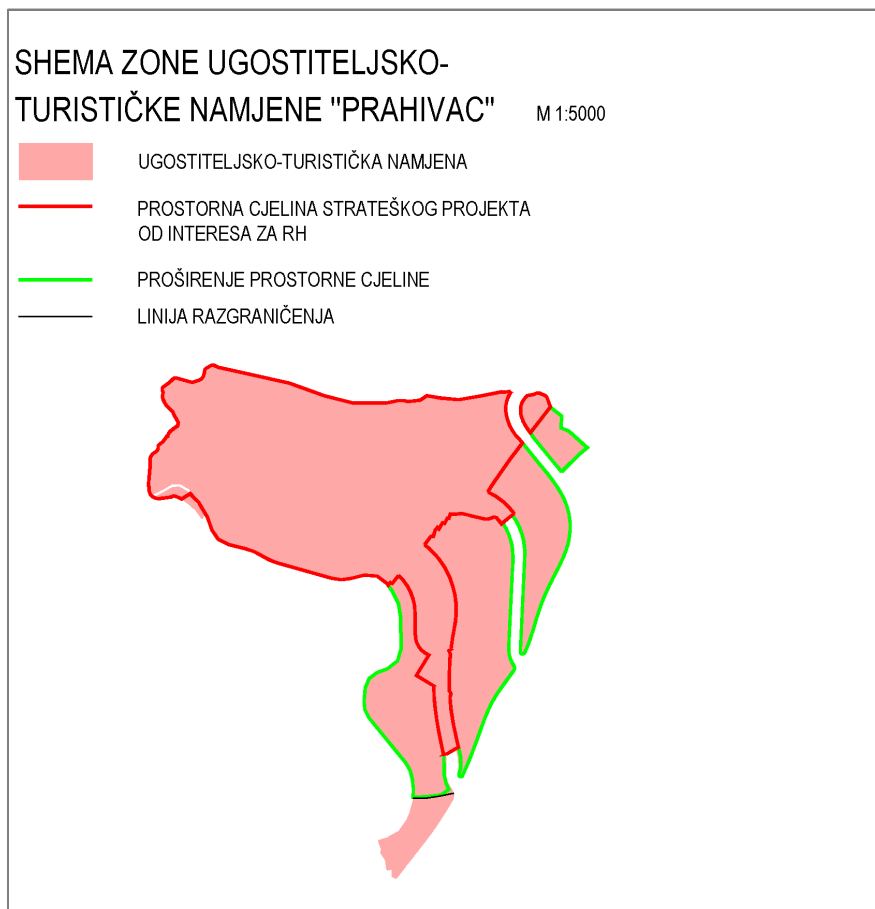 SHEMA ZONE UGOSTITELJSKO-
TURISTIČKE NAMJENE "PRAHIVAC" M 1:5000
UGOSTITELJSKO-TURISTIČKA NAMJENA
PROSTORNA CJELINA STRATEŠKOG PROJEKTA
OD INTERESA ZA RH
PROŠIRENJE PROSTORNE CJELINE
LINIJA RAZGRANIČENJA